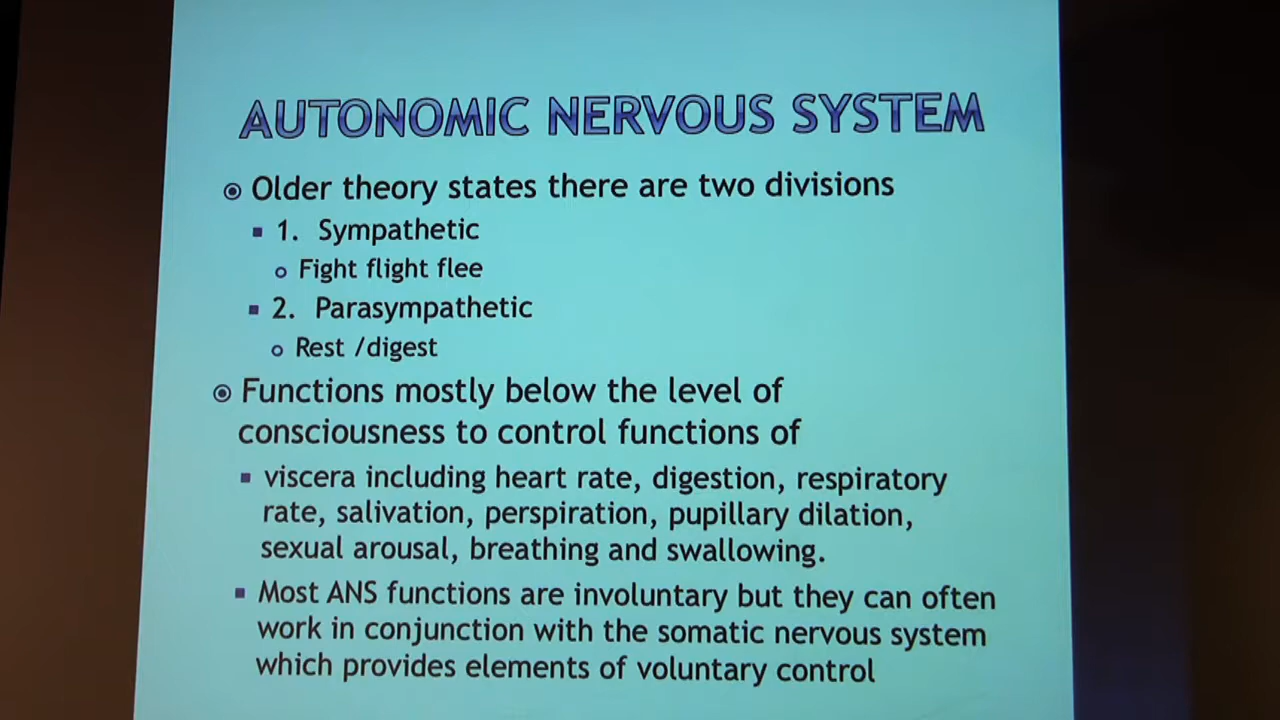 AUTONOMIC NERVOUS SYSTEM
Older theory states there are two divisions
1. Sympathetic
Fight flight flee
2. Parasympathetic
Rest /digest
Functions mostly below the level of
consciousness to control functions of
viscera including heart rate, digestion, respiratory
rate, salivation, perspiration, pupillary dilation,
sexual arousal, breathing and swallowing.
Most ANS functions are involuntary but they can often
work in conjunction with the somatic nervous system
which provides elements of voluntary control